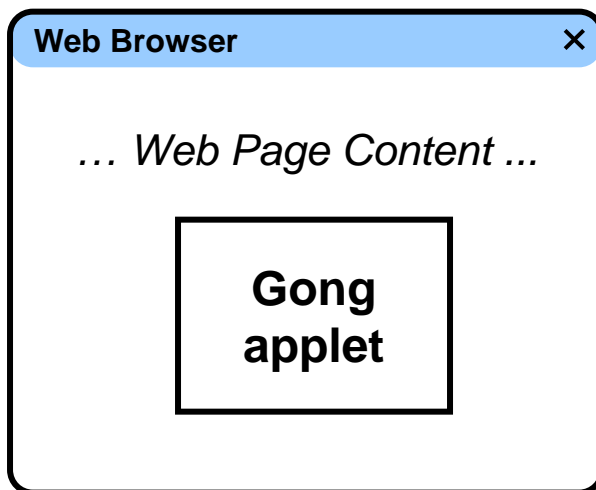 Web Browser ×
… Web Page Content ...
Gong
applet